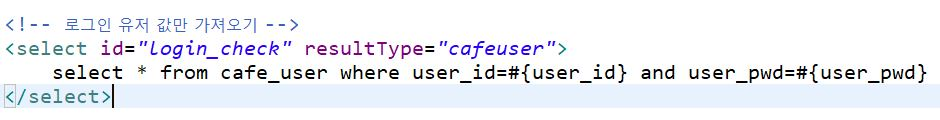 <!-- 로그인 유저 값만 가져오기 -->
<select id="login_check" resultType="cafeuser">
    select * from cafe_user where user_id=#{user_id} and user_pwd=#{user_pwd}
</select>